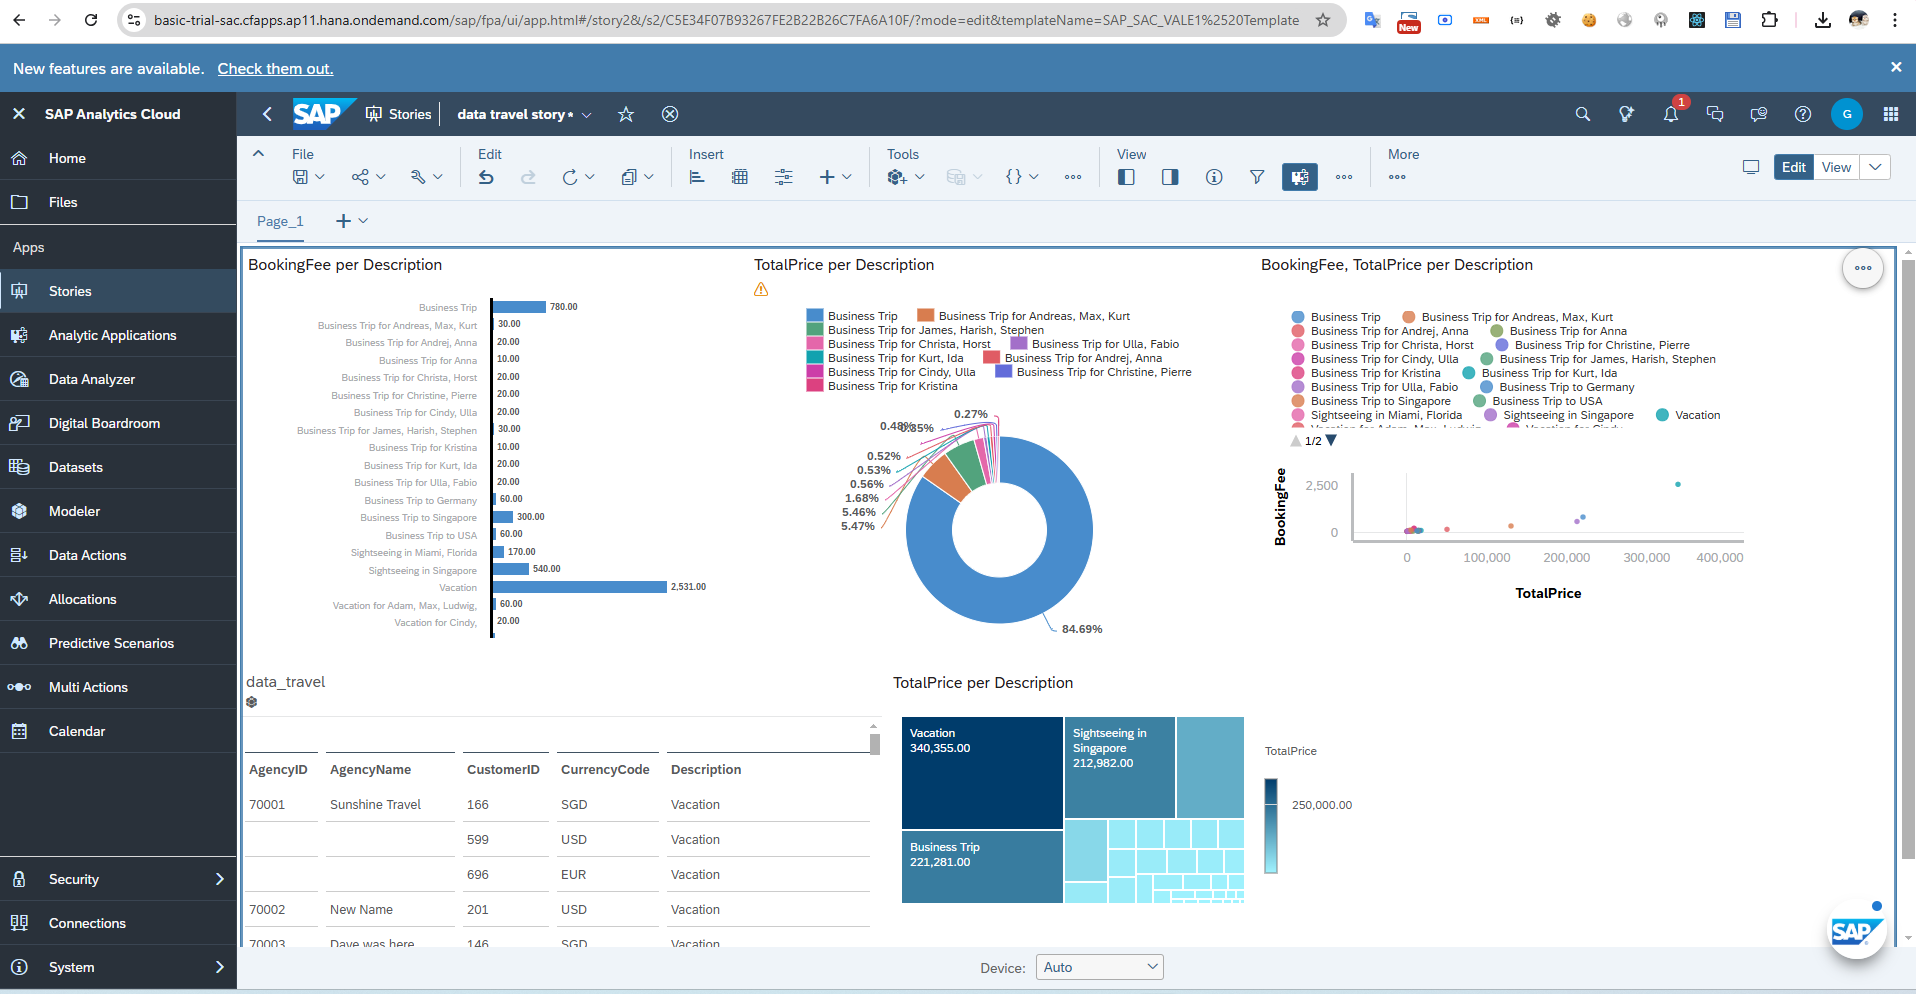 basic-trial-sac.cfapps.ap11.hana.ondemand.com/sap/fpa/ui/app.html#/story2&/s2/C5E34F07B93267FE2B22B26C7FA6A10F/?mode=edit&templateName=SAP_SAC_VALE1%2520Template
New
New features are available. Check them out.
SAP Analytics Cloud
SAP
Stories
data travel story *
1
G
Home
Files
Apps
Stories
Analytic Applications
Data Analyzer
Digital Boardroom
Datasets
Modeler
Data Actions
Allocations
Predictive Scenarios
Multi Actions
Calendar
Security
Connections
System
File
Edit
Insert
Tools
View
More
Edit
View
Page_1
BookingFee per Description
Business Trip 780.00
Business Trip for Andreas, Max, Kurt 30.00
Business Trip for Andrej, Anna 20.00
Business Trip for Anna 10.00
Business Trip for Christa, Horst 20.00
Business Trip for Christine, Pierre 20.00
Business Trip for Cindy, Ulla 20.00
Business Trip for James, Harish, Stephen 30.00
Business Trip for Kristina 10.00
Business Trip for Kurt, Ida 20.00
Business Trip for Ulla, Fabio 20.00
Business Trip to Germany 60.00
Business Trip to Singapore 300.00
Business Trip to USA 60.00
Sightseeing in Miami, Florida 170.00
Sightseeing in Singapore 540.00
Vacation 2,531.00
Vacation for Adam, Max, Ludwig, 60.00
Vacation for Cindy, 20.00
TotalPrice per Description
Business Trip Business Trip for Andreas, Max, Kurt
Business Trip for James, Harish, Stephen
Business Trip for Christa, Horst Business Trip for Ulla, Fabio
Business Trip for Kurt, Ida Business Trip for Andrej, Anna
Business Trip for Cindy, Ulla Business Trip for Christine, Pierre
Business Trip for Kristina
0.27%
0.48%
0.35%
0.52%
0.53%
0.56%
1.68%
5.46%
5.47%
84.69%
BookingFee, TotalPrice per Description
Business Trip Business Trip for Andreas, Max, Kurt
Business Trip for Andrej, Anna Business Trip for Anna
Business Trip for Christa, Horst Business Trip for Christine, Pierre
Business Trip for Cindy, Ulla Business Trip for James, Harish, Stephen
Business Trip for Kristina Business Trip for Kurt, Ida
Business Trip for Ulla, Fabio Business Trip to Germany
Business Trip to Singapore Business Trip to USA
Sightseeing in Miami, Florida Sightseeing in Singapore Vacation
Vacation for Adam, Max, Ludwig, Vacation for Cindy,
1/2
BookingFee
2,500
0
0 100,000 200,000 300,000 400,000
TotalPrice
data_travel
AgencyID AgencyName CustomerID CurrencyCode Description
70001 Sunshine Travel 166 SGD Vacation
599 USD Vacation
696 EUR Vacation
70002 New Name 201 USD Vacation
70003 Dave was here 146 SGD Vacation
TotalPrice per Description
Vacation
340,355.00
Sightseeing in
Singapore
212,982.00
Business Trip
221,281.00
TotalPrice
250,000.00
SAP
Device: Auto